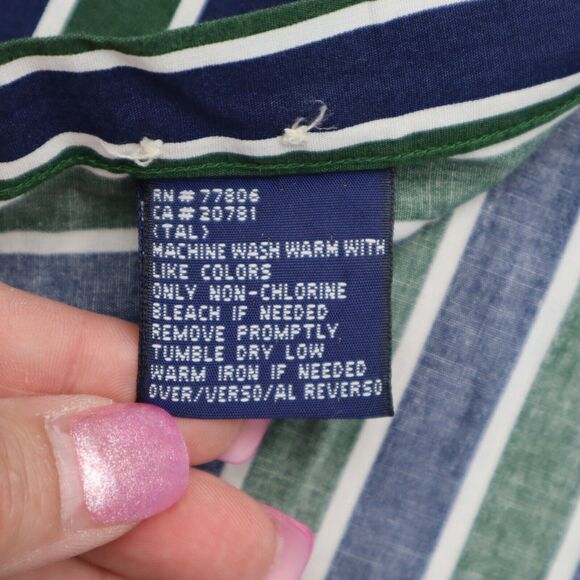 RN # 77806
CA # 20781
(TAL)
MACHINE WASH WARM WITH
LIKE COLORS
ONLY NON-CHLORINE
BLEACH IF NEEDED
REMOVE PROMPTLY
TUMBLE DRY LOW
WARM IRON IF NEEDED
OVER/VERSO/AL REVERSO